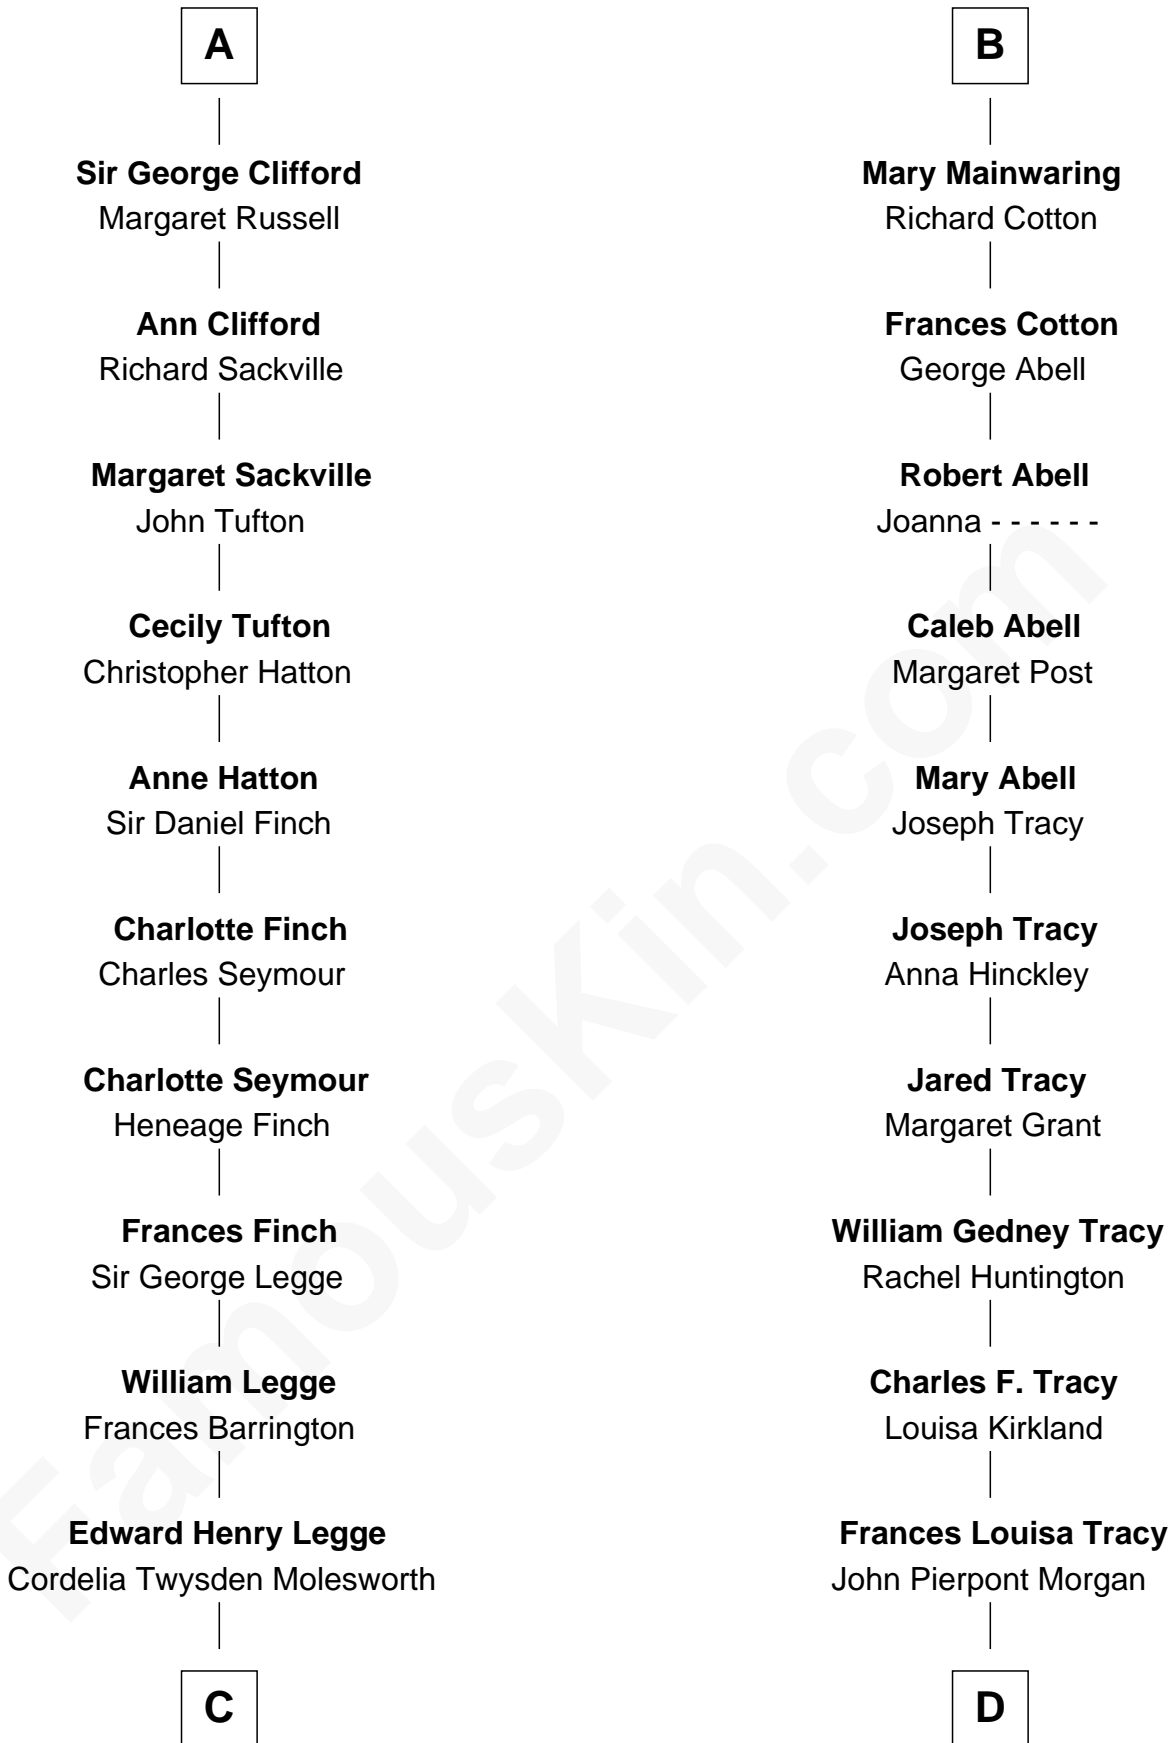 A
Sir George Clifford
Margaret Russell
Ann Clifford
Richard Sackville
Margaret Sackville
John Tufton
Cecily Tufton
Christopher Hatton
Anne Hatton
Sir Daniel Finch
Charlotte Finch
Charles Seymour
Charlotte Seymour
Heneage Finch
Frances Finch
Sir George Legge
William Legge
Frances Barrington
Edward Henry Legge
Cordelia Twysden Molesworth
C
B
Mary Mainwaring
Richard Cotton
Frances Cotton
George Abell
Robert Abell
Joanna - - - - - -
Caleb Abell
Margaret Post
Mary Abell
Joseph Tracy
Joseph Tracy
Anna Hinckley
Jared Tracy
Margaret Grant
William Gedney Tracy
Rachel Huntington
Charles F. Tracy
Louisa Kirkland
Frances Louisa Tracy
John Pierpont Morgan
D
FamousKin.com